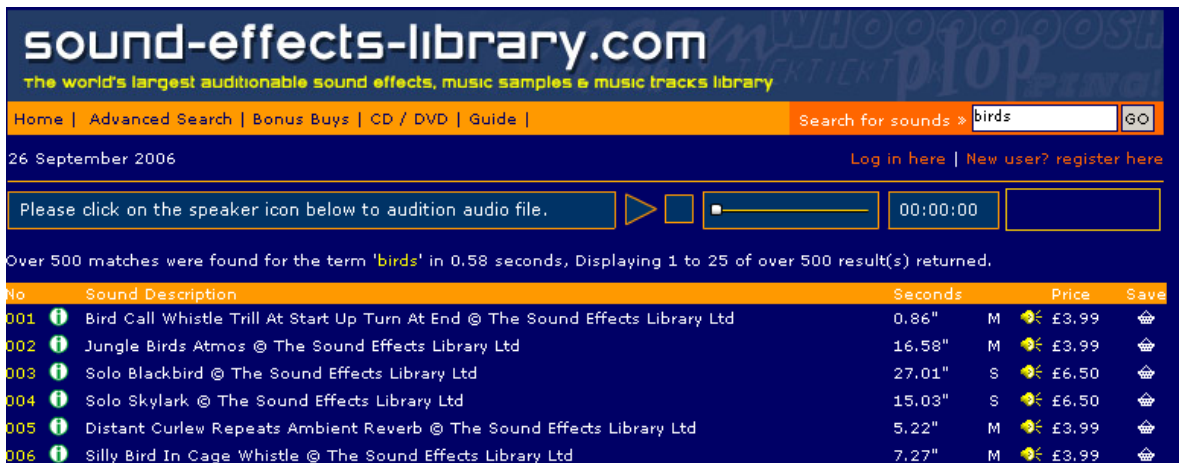 WHOOOOOOSH
TICKTICKTICK
plop
PING!
sound-effects-library.com
The world's largest auditionable sound effects, music samples & music tracks library
Home | Advanced Search | Bonus Buys | CD / DVD | Guide |
Search for sounds » birds GO
26 September 2006
Log in here | New user? register here
Please click on the speaker icon below to audition audio file.
00:00:00
Over 500 matches were found for the term 'birds' in 0.58 seconds, Displaying 1 to 25 of over 500 result(s) returned.
No Sound Description Seconds Price Save
001 Bird Call Whistle Trill At Start Up Turn At End © The Sound Effects Library Ltd 0.86" M £3.99
002 Jungle Birds Atmos © The Sound Effects Library Ltd 16.58" M £3.99
003 Solo Blackbird © The Sound Effects Library Ltd 27.01" S £6.50
004 Solo Skylark © The Sound Effects Library Ltd 15.03" S £6.50
005 Distant Curlew Repeats Ambient Reverb © The Sound Effects Library Ltd 5.22" M £3.99
006 Silly Bird In Cage Whistle © The Sound Effects Library Ltd 7.27" M £3.99